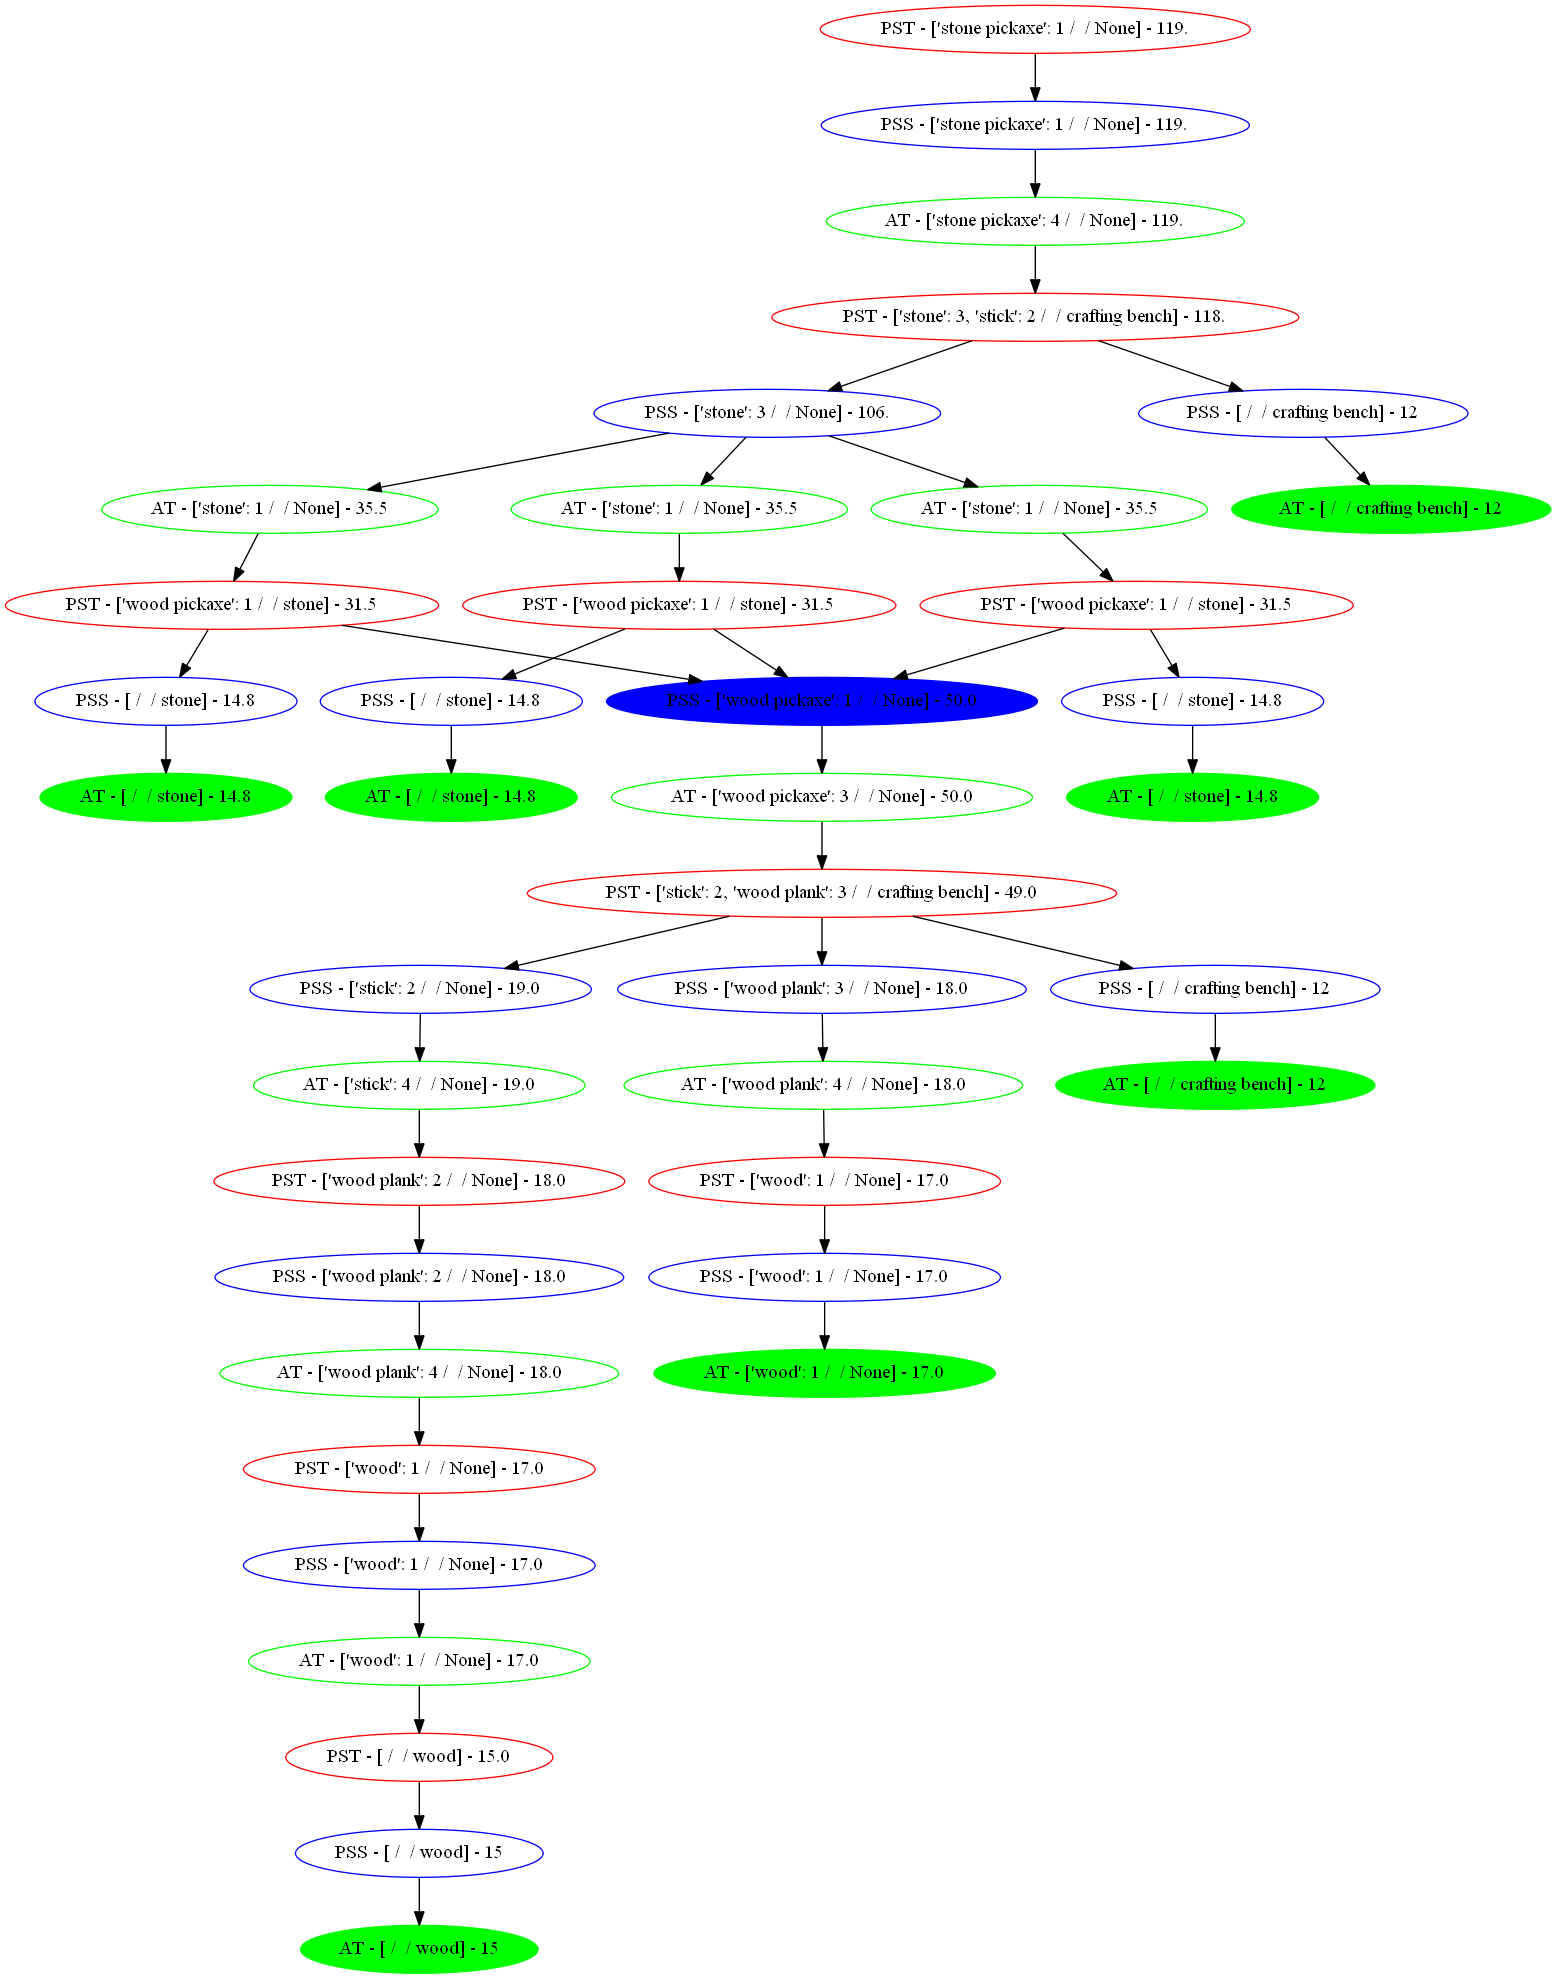 PST - ['stone pickaxe': 1 /  / None] - 119.
PSS - ['stone pickaxe': 1 /  / None] - 119.
AT - ['stone pickaxe': 4 /  / None] - 119.
PST - ['stone': 3, 'stick': 2 /  / crafting bench] - 118.
PSS - ['stone': 3 /  / None] - 106.
PSS - [ /  / crafting bench] - 12
AT - ['stone': 1 /  / None] - 35.5
AT - ['stone': 1 /  / None] - 35.5
AT - ['stone': 1 /  / None] - 35.5
AT - [ /  / crafting bench] - 12
PST - ['wood pickaxe': 1 /  / stone] - 31.5
PST - ['wood pickaxe': 1 /  / stone] - 31.5
PST - ['wood pickaxe': 1 /  / stone] - 31.5
PSS - [ /  / stone] - 14.8
PSS - [ /  / stone] - 14.8
PSS - ['wood pickaxe': 1 /  / None] - 50.0
PSS - [ /  / stone] - 14.8
AT - [ /  / stone] - 14.8
AT - [ /  / stone] - 14.8
AT - ['wood pickaxe': 3 /  / None] - 50.0
AT - [ /  / stone] - 14.8
PST - ['stick': 2, 'wood plank': 3 /  / crafting bench] - 49.0
PSS - ['stick': 2 /  / None] - 19.0
PSS - ['wood plank': 3 /  / None] - 18.0
PSS - [ /  / crafting bench] - 12
AT - ['stick': 4 /  / None] - 19.0
AT - ['wood plank': 4 /  / None] - 18.0
AT - [ /  / crafting bench] - 12
PST - ['wood plank': 2 /  / None] - 18.0
PST - ['wood': 1 /  / None] - 17.0
PSS - ['wood plank': 2 /  / None] - 18.0
PSS - ['wood': 1 /  / None] - 17.0
AT - ['wood plank': 4 /  / None] - 18.0
AT - ['wood': 1 /  / None] - 17.0
PST - ['wood': 1 /  / None] - 17.0
PSS - ['wood': 1 /  / None] - 17.0
AT - ['wood': 1 /  / None] - 17.0
PST - [ /  / wood] - 15.0
PSS - [ /  / wood] - 15
AT - [ /  / wood] - 15